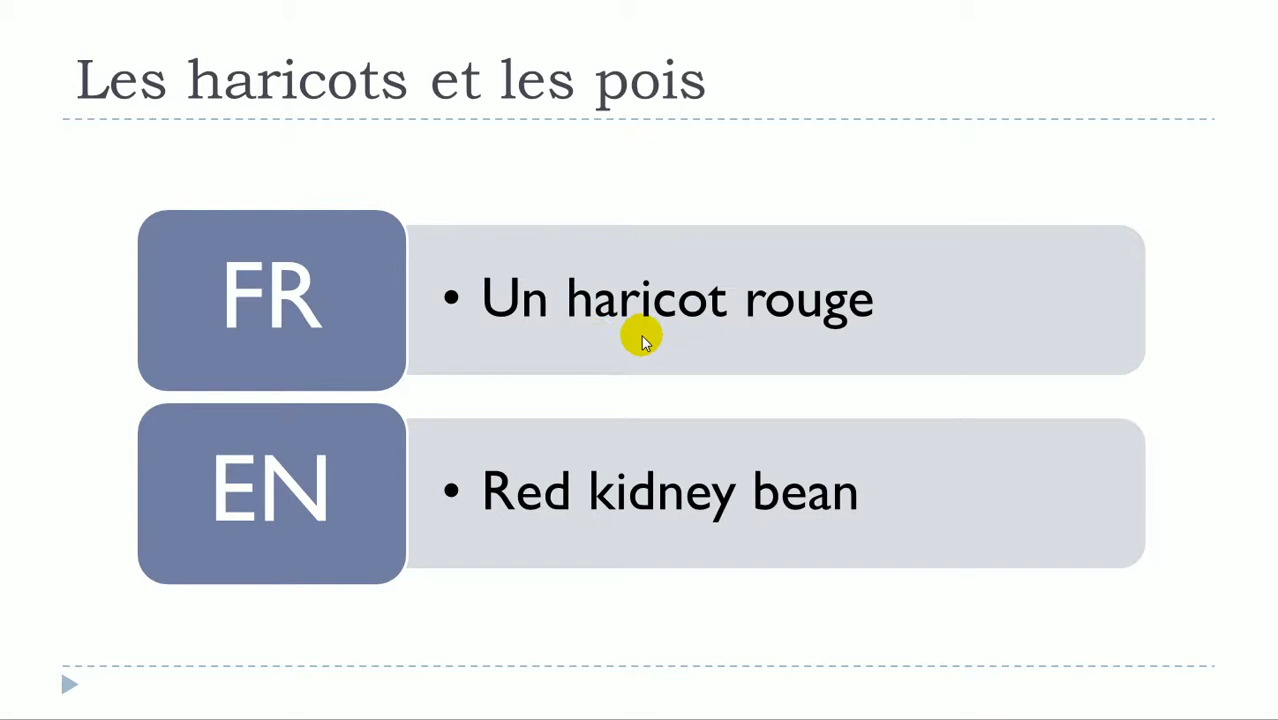 Les haricots et les pois
FR
• Un haricot rouge
EN
• Red kidney bean